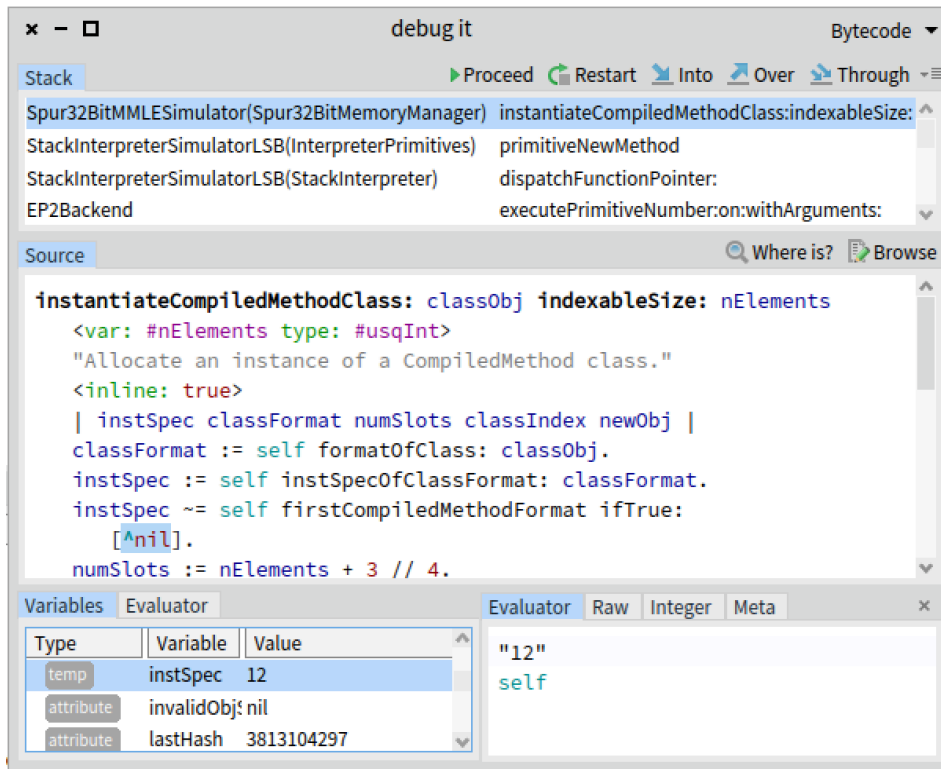 debug it Bytecode
Stack Proceed Restart Into Over Through
Spur32BitMMLESimulator(Spur32BitMemoryManager) instantiateCompiledMethodClass:indexableSize:
StackInterpreterSimulatorLSB(InterpreterPrimitives) primitiveNewMethod
StackInterpreterSimulatorLSB(StackInterpreter) dispatchFunctionPointer:
EP2Backend executePrimitiveNumber:on:withArguments:
Source Where is? Browse
instantiateCompiledMethodClass: classObj indexableSize: nElements
<var: #nElements type: #usqInt>
"Allocate an instance of a CompiledMethod class."
<inline: true>
| instSpec classFormat numSlots classIndex newObj |
classFormat := self formatOfClass: classObj.
instSpec := self instSpecOfClassFormat: classFormat.
instSpec ~= self firstCompiledMethodFormat ifTrue:
[^nil].
numSlots := nElements + 3 // 4.
Variables Evaluator
Type Variable Value
temp instSpec 12
attribute invalidObj nil
attribute lastHash 3813104297
Evaluator Raw Integer Meta
"12"
self